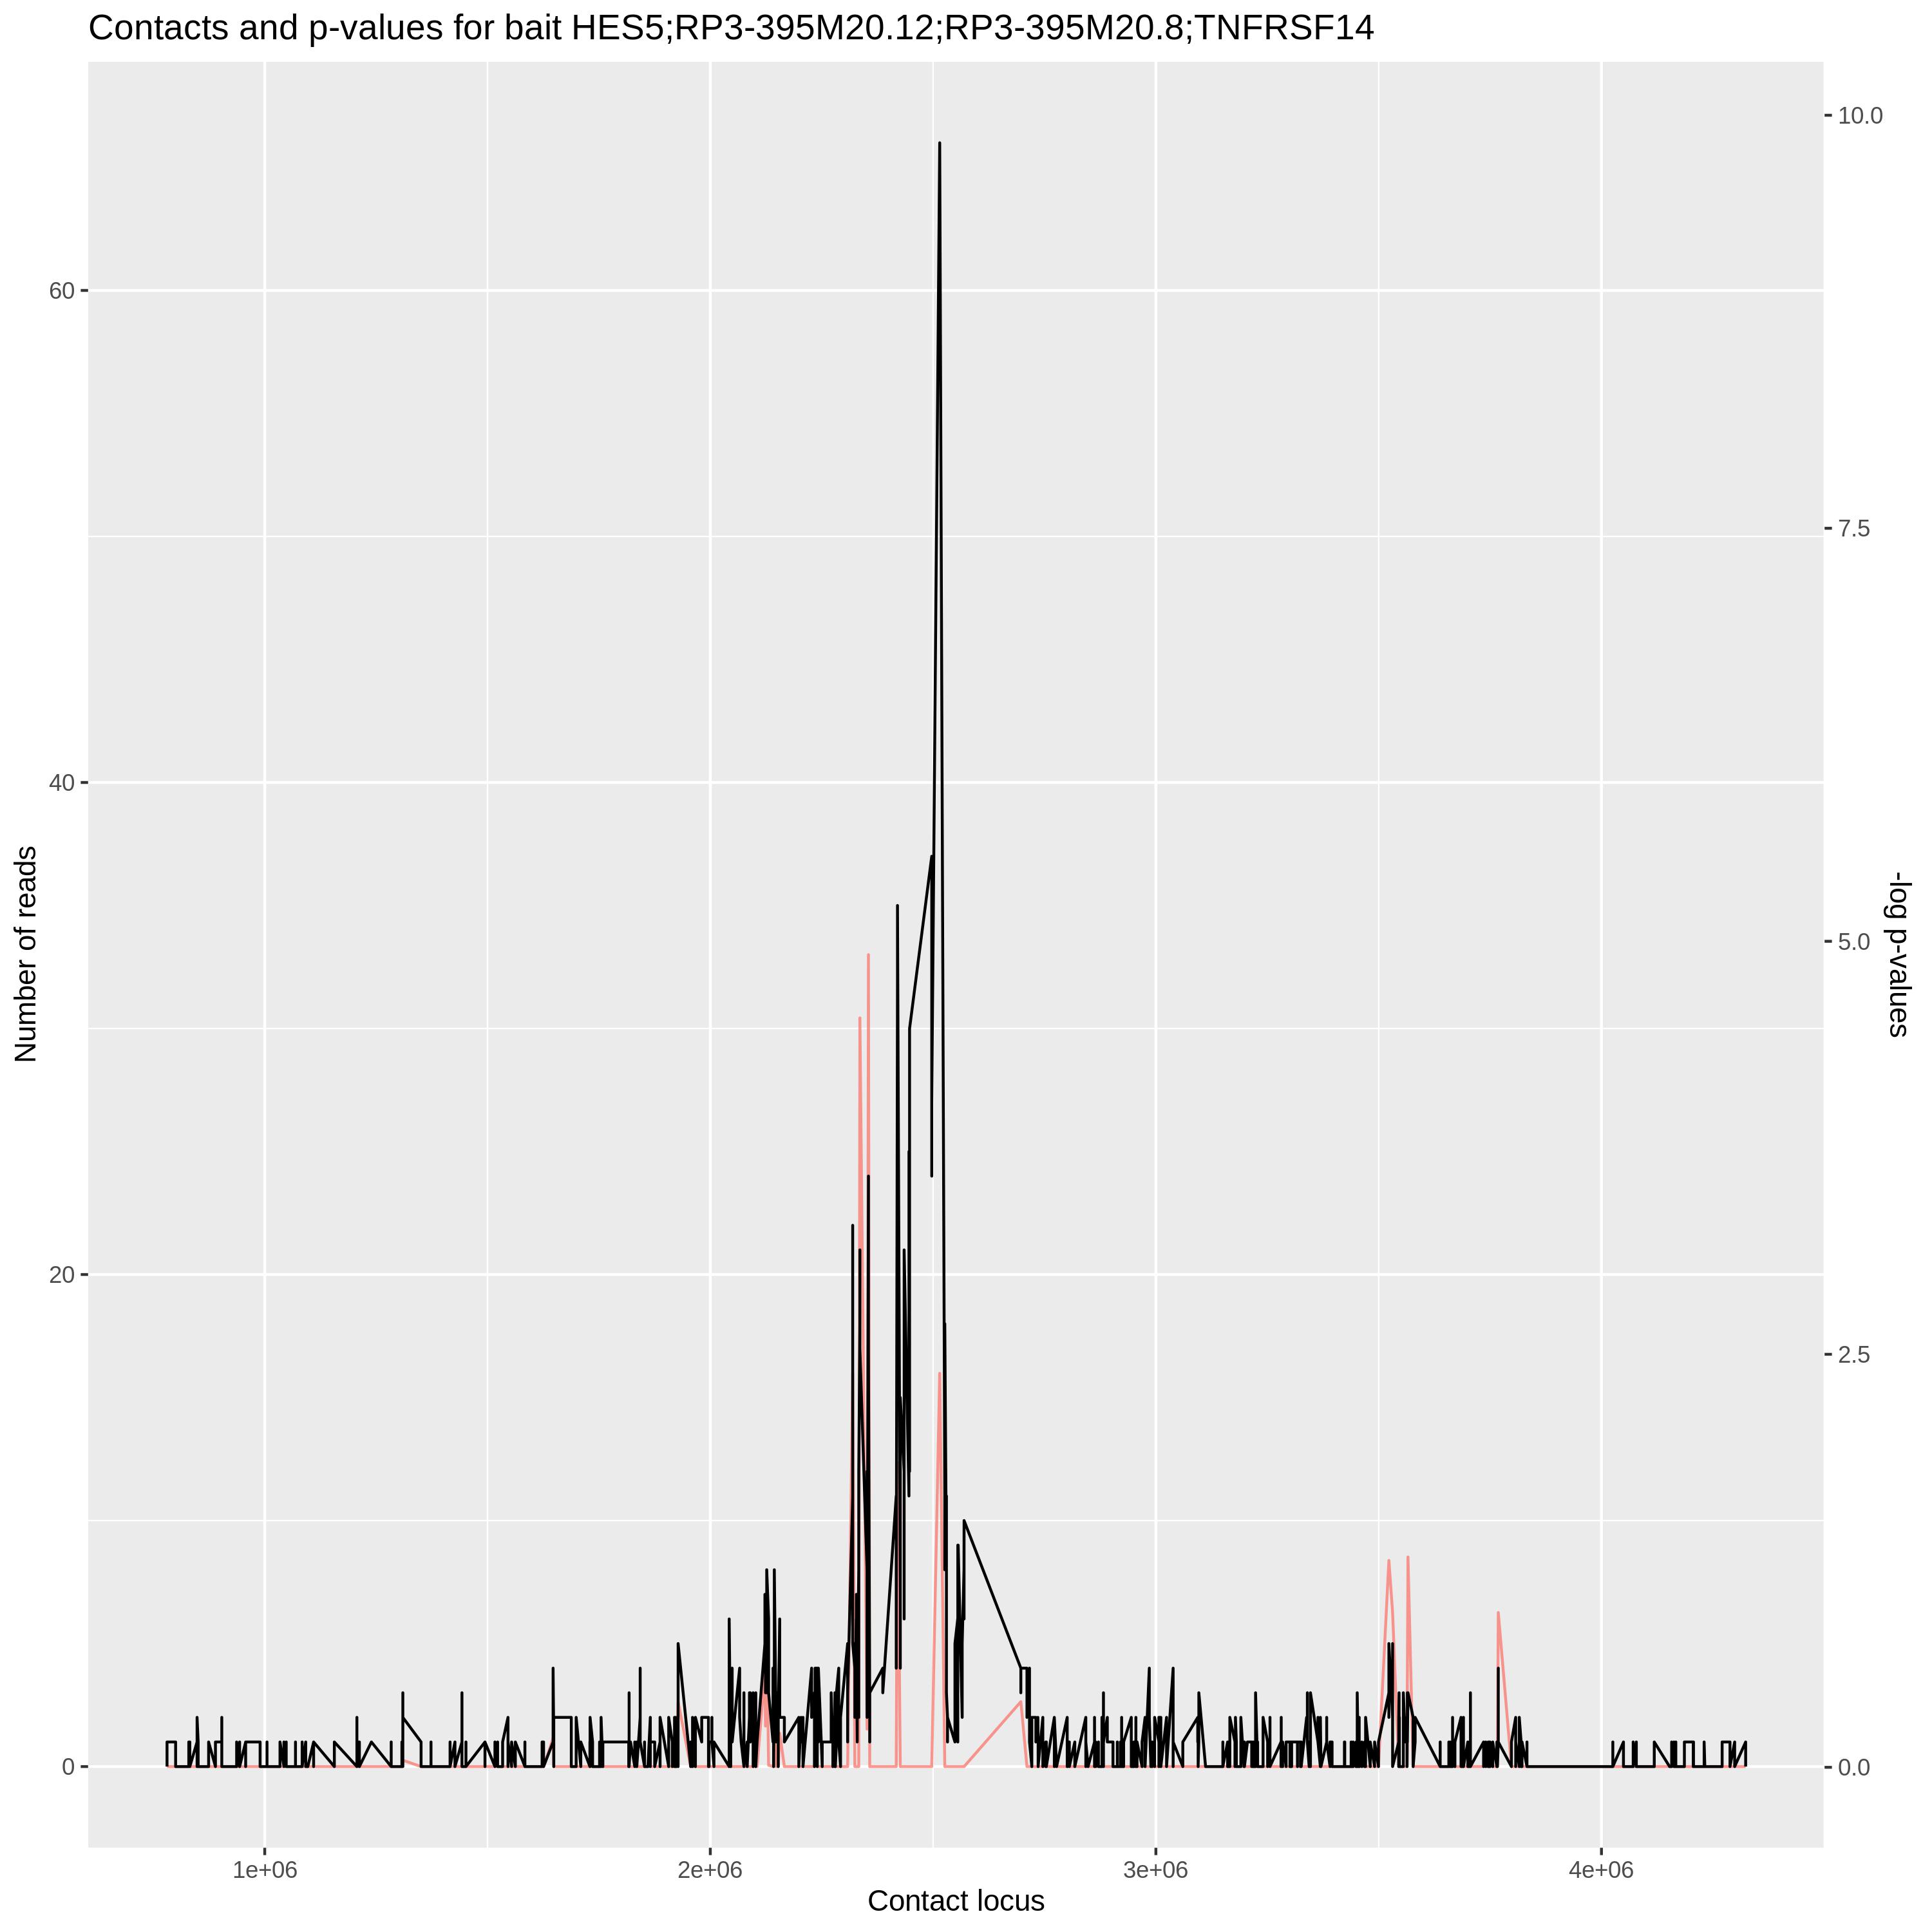 Contacts and p-values for bait HES5;RP3-395M20.12;RP3-395M20.8;TNFRSF14
10.0
60
7.5
40
Number of reads
5.0
-log p-values
20
2.5
0
0.0
1e+06
2e+06
3e+06
4e+06
Contact locus